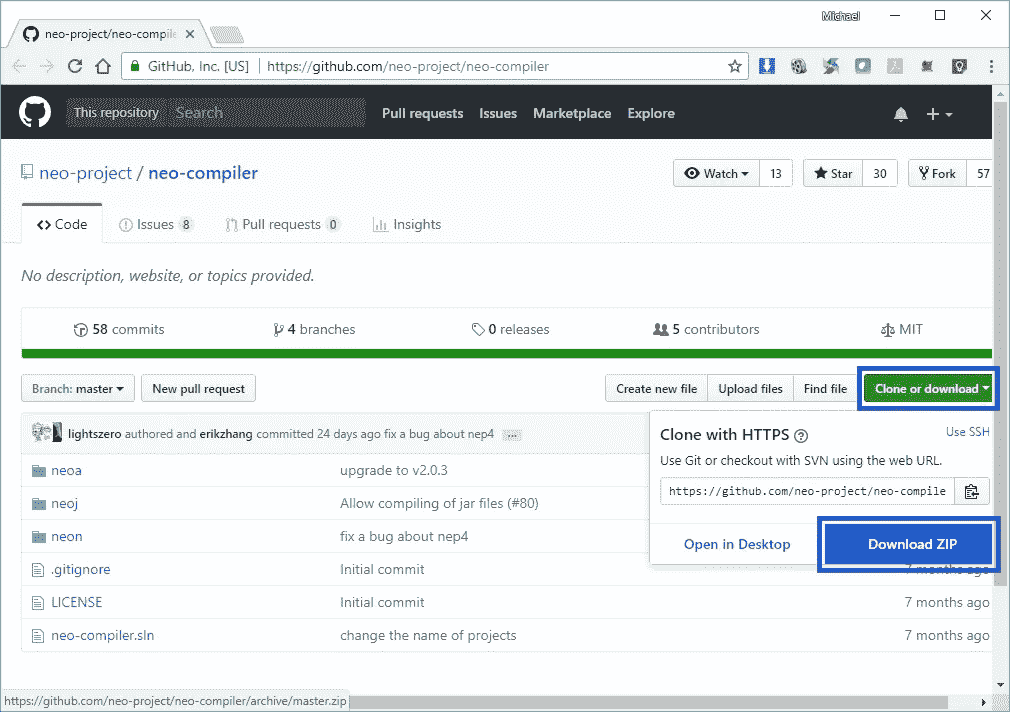 Michael
neo-project/neo-compile
GitHub, Inc. [US] https://github.com/neo-project/neo-compiler
This repository Search Pull requests Issues Marketplace Explore
neo-project / neo-compiler Watch 13 Star 30 Fork 57
Code Issues 8 Pull requests 0 Insights
No description, website, or topics provided.
58 commits 4 branches 0 releases 5 contributors MIT
Branch: master New pull request Create new file Upload files Find file Clone or download
lightszero authored and erikzhang committed 24 days ago fix a bug about nep4 ...
Clone with HTTPS ? Use SSH
Use Git or checkout with SVN using the web URL.
https://github.com/neo-project/neo-compile
Open in Desktop Download ZIP
neoa upgrade to v2.0.3
neoj Allow compiling of jar files (#80)
neon fix a bug about nep4
.gitignore Initial commit 7 months ago
LICENSE Initial commit 7 months ago
neo-compiler.sln change the name of projects 7 months ago
https://github.com/neo-project/neo-compiler/archive/master.zip